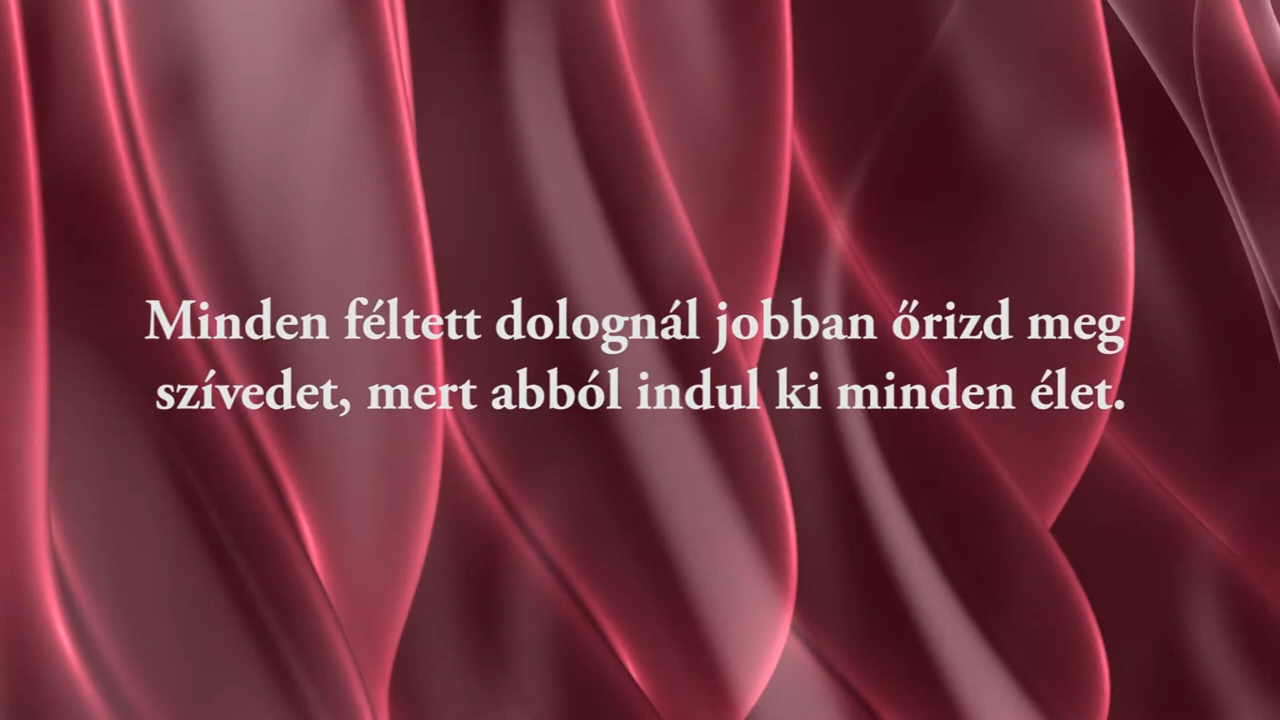 Minden féltett dolognál jobban őrizd meg
szívedet, mert abból indul ki minden élet.